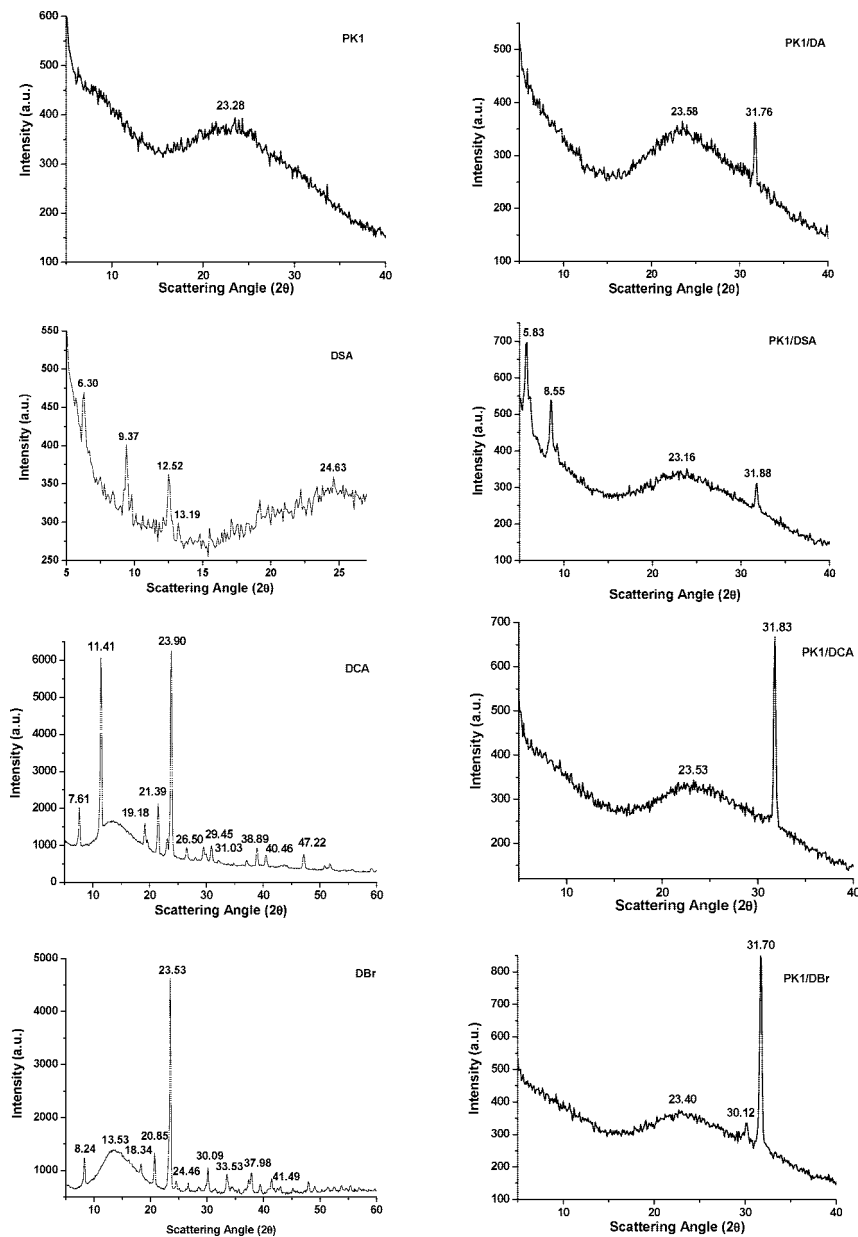 PK1
23.28
600
500
400
300
200
100
10 20 30 40
Intensity (a.u.)
Scattering Angle (2θ)
PK1/DA
23.58
31.76
500
400
300
200
100
10 20 30 40
Intensity (a.u.)
Scattering Angle (2θ)
DSA
6.30
9.37
12.52
13.19
24.63
550
500
450
400
350
300
250
5 10 15 20 25
Intensity (a.u.)
Scattering Angle (2θ)
PK1/DSA
5.83
8.55
23.16
31.88
700
600
500
400
300
200
100
10 20 30 40
Intensity (a.u.)
Scattering Angle (2θ)
DCA
7.61
11.41
19.18
21.39
23.90
26.50
29.45
31.03
38.89
40.46
47.22
6000
5000
4000
3000
2000
1000
0
10 20 30 40 50 60
Intensity (a.u.)
Scattering Angle (2θ)
PK1/DCA
23.53
31.83
700
600
500
400
300
200
10 20 30 40
Intensity (a.u.)
Scattering Angle (2θ)
DBr
8.24
13.53
18.34
20.85
23.53
24.46
30.09
33.53
37.98
41.49
5000
4000
3000
2000
1000
10 20 30 40 50 60
Intensity (a.u.)
Scattering Angle (2θ)
PK1/DBr
23.40
30.12
31.70
800
700
600
500
400
300
200
100
10 20 30 40
Intensity (a.u.)
Scattering Angle (2θ)